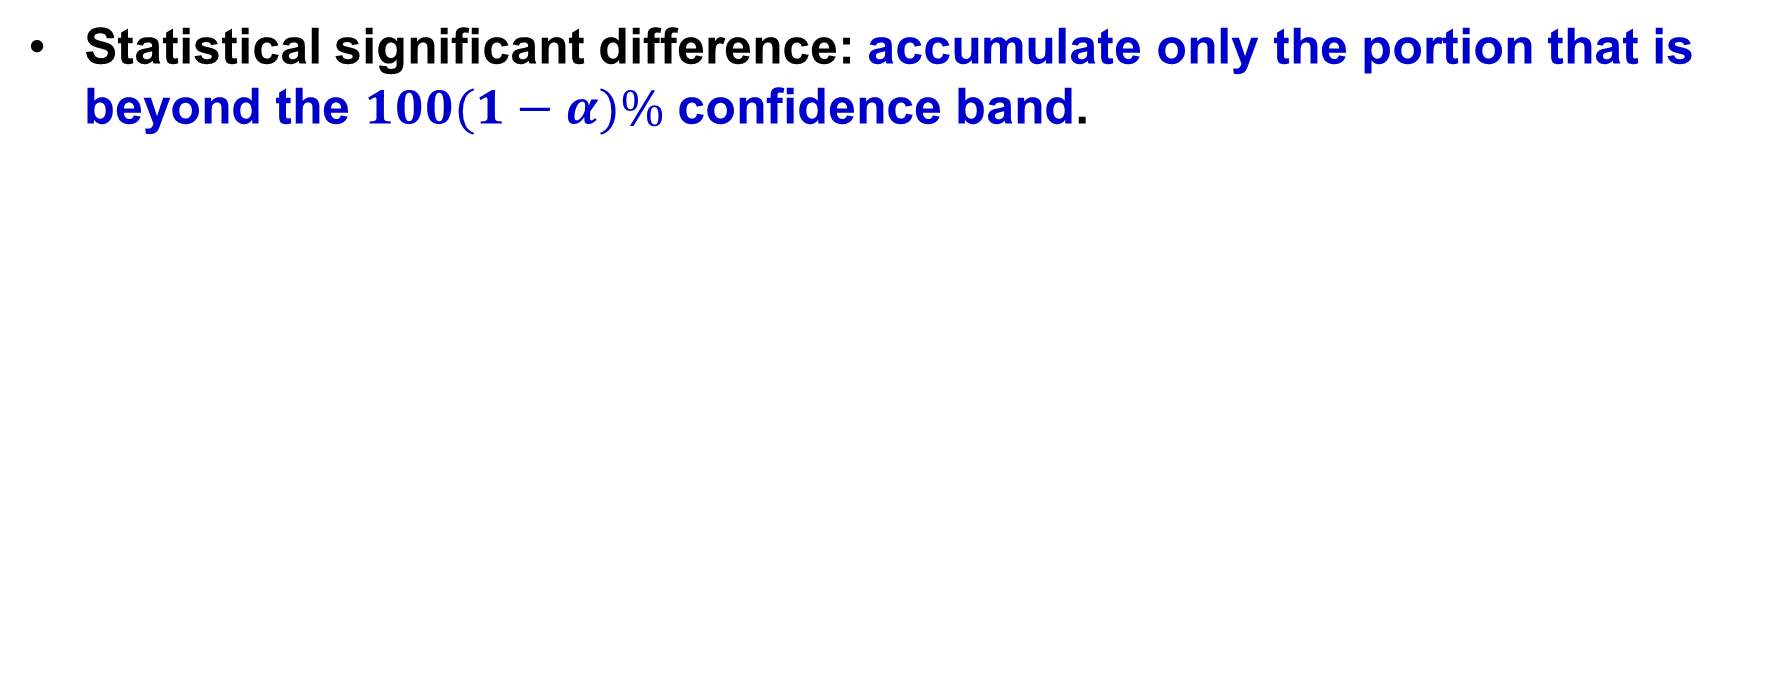 • Statistical significant difference: accumulate only the portion that is
beyond the 100(1 − α)% confidence band.